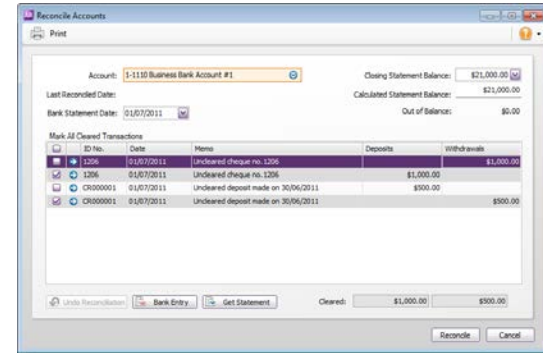 Reconcile Accounts
Print
Account: 1-1110 Business Bank Account #1 Closing Statement Balance: $21,000.00
Last Reconciled Date: Calculated Statement Balance: $21,000.00
Bank Statement Date: 01/07/2011 Out of Balance: $0.00
Mark All Cleared Transactions
ID No. Date Memo Deposits Withdrawals
1206 01/07/2011 Uncleared cheque no. 1206 $1,000.00
1206 01/07/2011 Uncleared cheque no. 1206 $1,000.00
CR000001 01/07/2011 Uncleared deposit made on 30/06/2011 $500.00
CR000001 01/07/2011 Uncleared deposit made on 30/06/2011 $500.00
Undo Reconciliation Bank Entry Get Statement Cleared: $1,000.00 $500.00
Reconcile Cancel